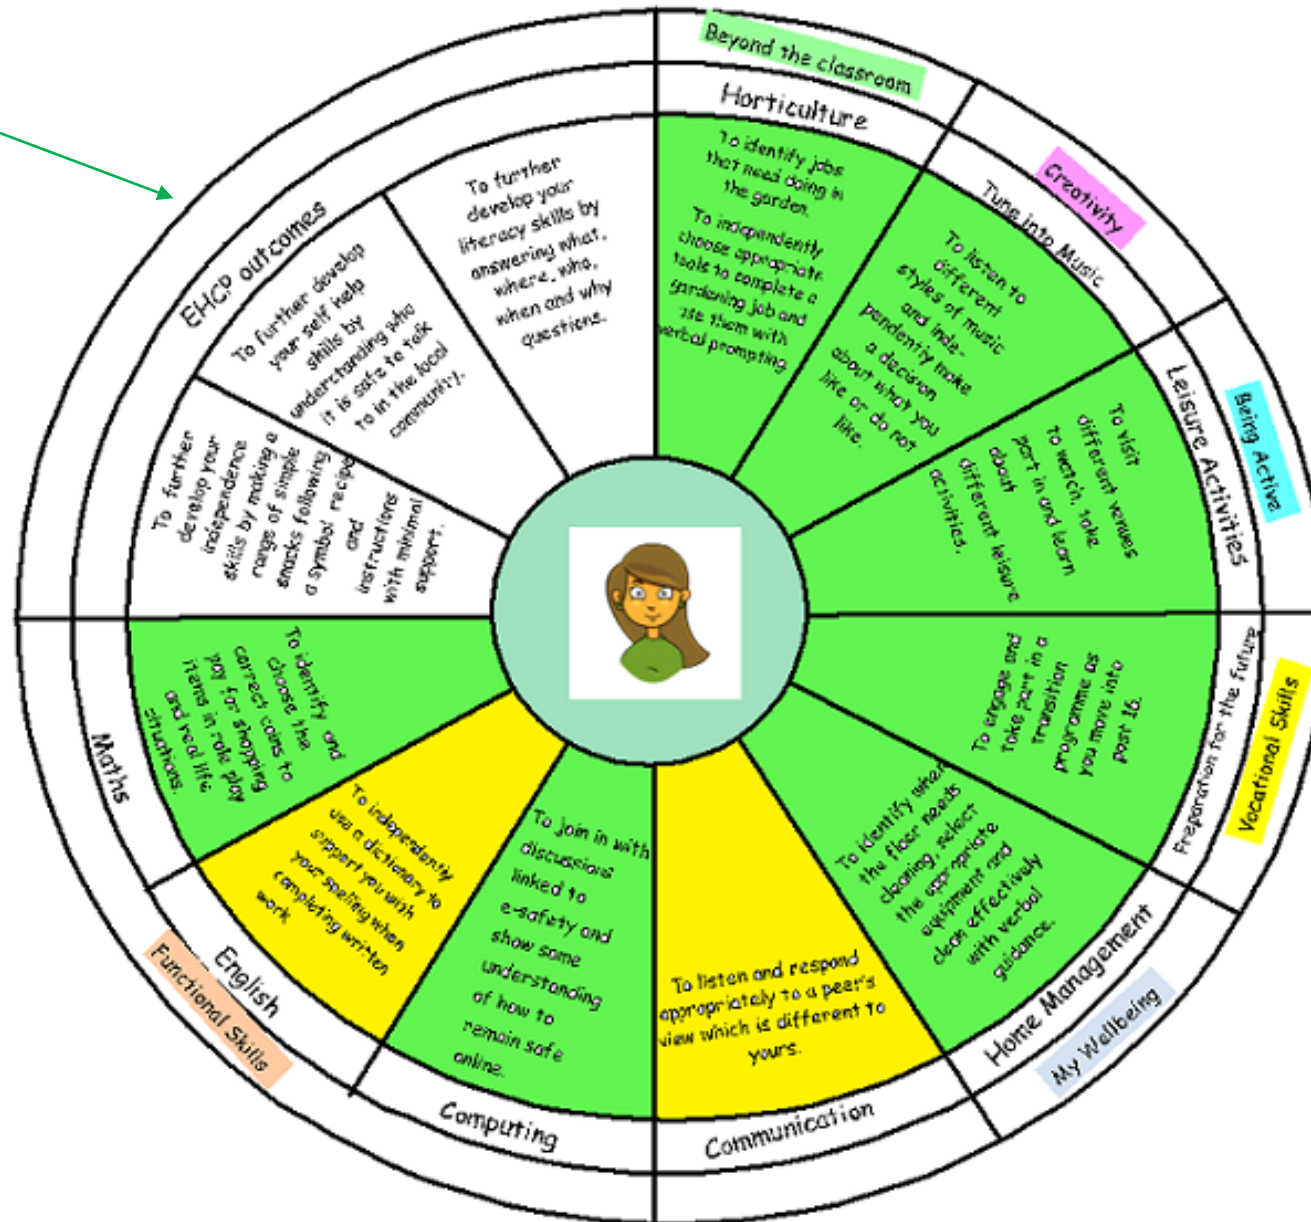 Beyond the classroom
Horticulture
To identify jobs
that need doing in
the garden.
To independently
choose appropriate
tools to complete a
gardening job and
use them with
verbal prompting
Creativity
Tune into Music
To listen to
different
styles of music
and inde-
pendently make
a decision
about what you
like or do not
like.
Being Active
Leisure Activities
To visit
different venues
to watch, take
part in and learn
about
different leisure
activities.
Vocational Skills
Preparation for the future
To engage and
take part in a
transition
programme as
you move into
post 16.
My Wellbeing
Home Management
To identify when
the floor needs
cleaning, select
the appropriate
equipment and
clean effectively
with verbal
guidance.
Communication
To listen and respond
appropriately to a peer's
view which is different to
yours.
Computing
To join in with
discussions
linked to
e-safety and
show some
understanding
of how to
remain safe
online.
Functional Skills
English
To independently
use a dictionary to
support you with
your spelling when
completing written
work.
Maths
To identify and
choose the
correct coins to
pay for shopping
items in role play
and real life
situations.
EHCP outcomes
To further
develop your
independence
skills by making a
range of simple
snacks following
a symbol recipe
and
instructions
with minimal
support.
To further develop
your self help
skills by
understanding who
it is safe to talk
to in the local
community.
To further
develop your
literacy skills by
answering what,
where, who,
when and why
questions.